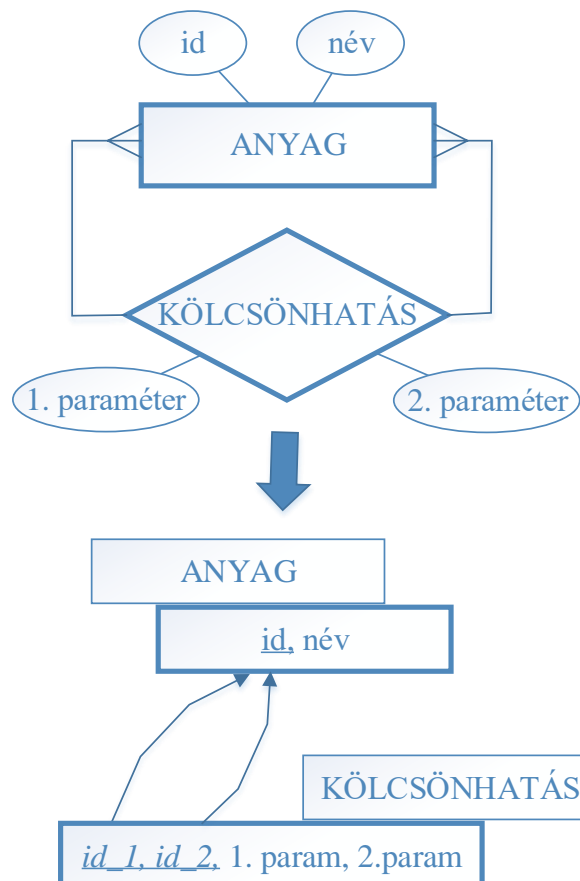 id
név
ANYAG
KÖLCSÖNHATÁS
1. paraméter
2. paraméter
ANYAG
id, név
KÖLCSÖNHATÁS
id_1, id_2, 1. param, 2.param